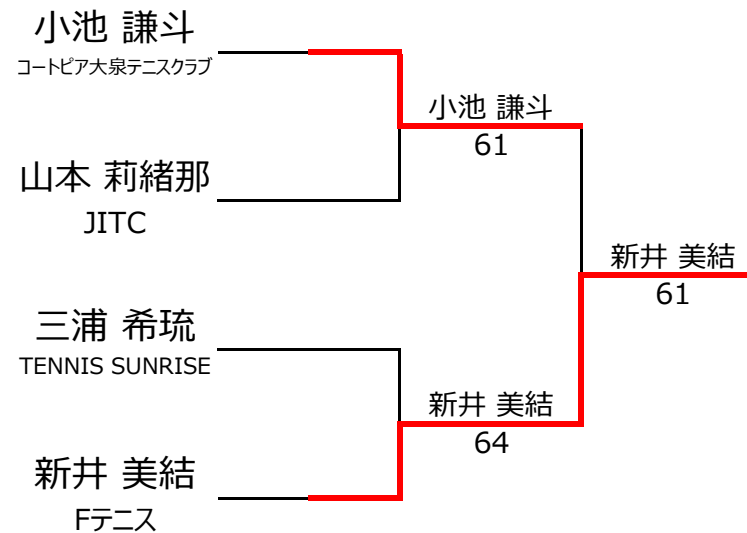 小池 謙斗
コートピア大泉テニスクラブ
小池 謙斗
61
山本 莉緒那
JITC
新井 美結
61
三浦 希琉
TENNIS SUNRISE
新井 美結
64
新井 美結
Fテニス